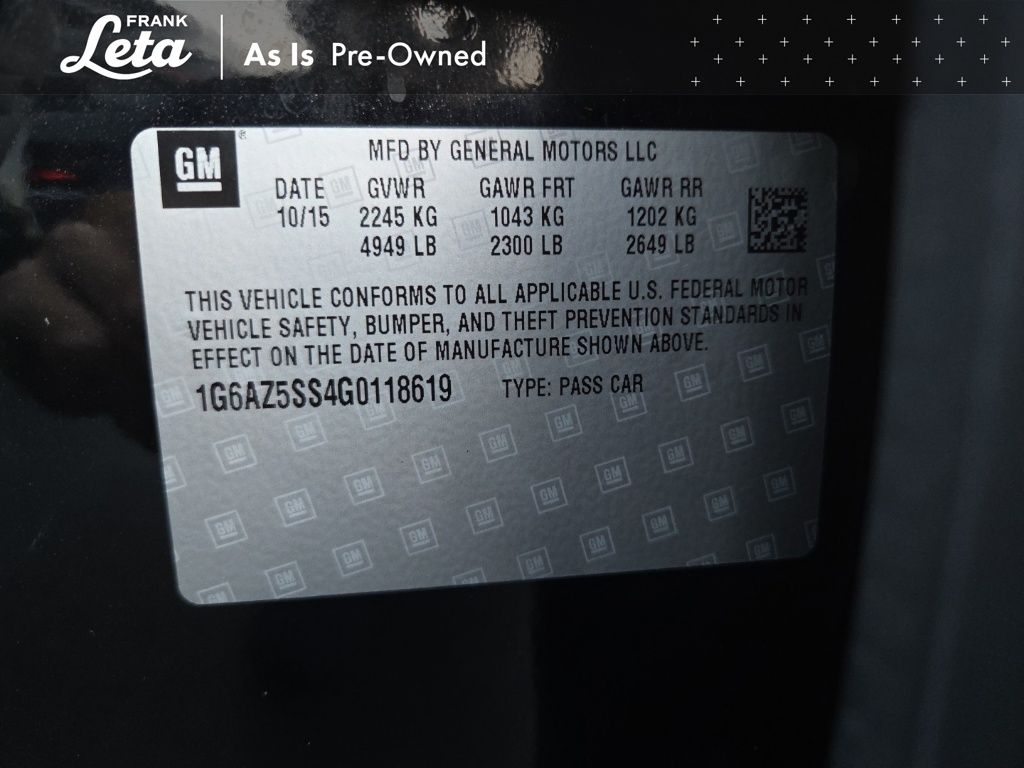 FRANK
Leta
As Is Pre-Owned
GM ®
MFD BY GENERAL MOTORS LLC
DATE GVWR GAWR FRT GAWR RR
10/15 2245 KG 1043 KG 1202 KG
4949 LB 2300 LB 2649 LB
THIS VEHICLE CONFORMS TO ALL APPLICABLE U.S. FEDERAL MOTOR
VEHICLE SAFETY, BUMPER, AND THEFT PREVENTION STANDARDS IN
EFFECT ON THE DATE OF MANUFACTURE SHOWN ABOVE.
1G6AZ5SS4G0118619 TYPE: PASS CAR